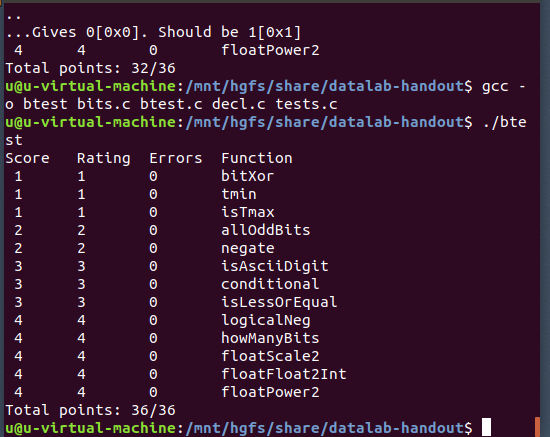 ..
...Gives 0[0x0]. Should be 1[0x1]
4 4 0 floatPower2
Total points: 32/36
u@u-virtual-machine:/mnt/hgfs/share/datalab-handout$ gcc -
o btest bits.c btest.c decl.c tests.c
u@u-virtual-machine:/mnt/hgfs/share/datalab-handout$ ./bte
st
Score Rating Errors Function
1 1 0 bitXor
1 1 0 tmin
1 1 0 isTmax
2 2 0 allOddBits
2 2 0 negate
3 3 0 isAsciiDigit
3 3 0 conditional
3 3 0 isLessOrEqual
4 4 0 logicalNeg
4 4 0 howManyBits
4 4 0 floatScale2
4 4 0 floatFloat2Int
4 4 0 floatPower2
Total points: 36/36
u@u-virtual-machine:/mnt/hgfs/share/datalab-handout$